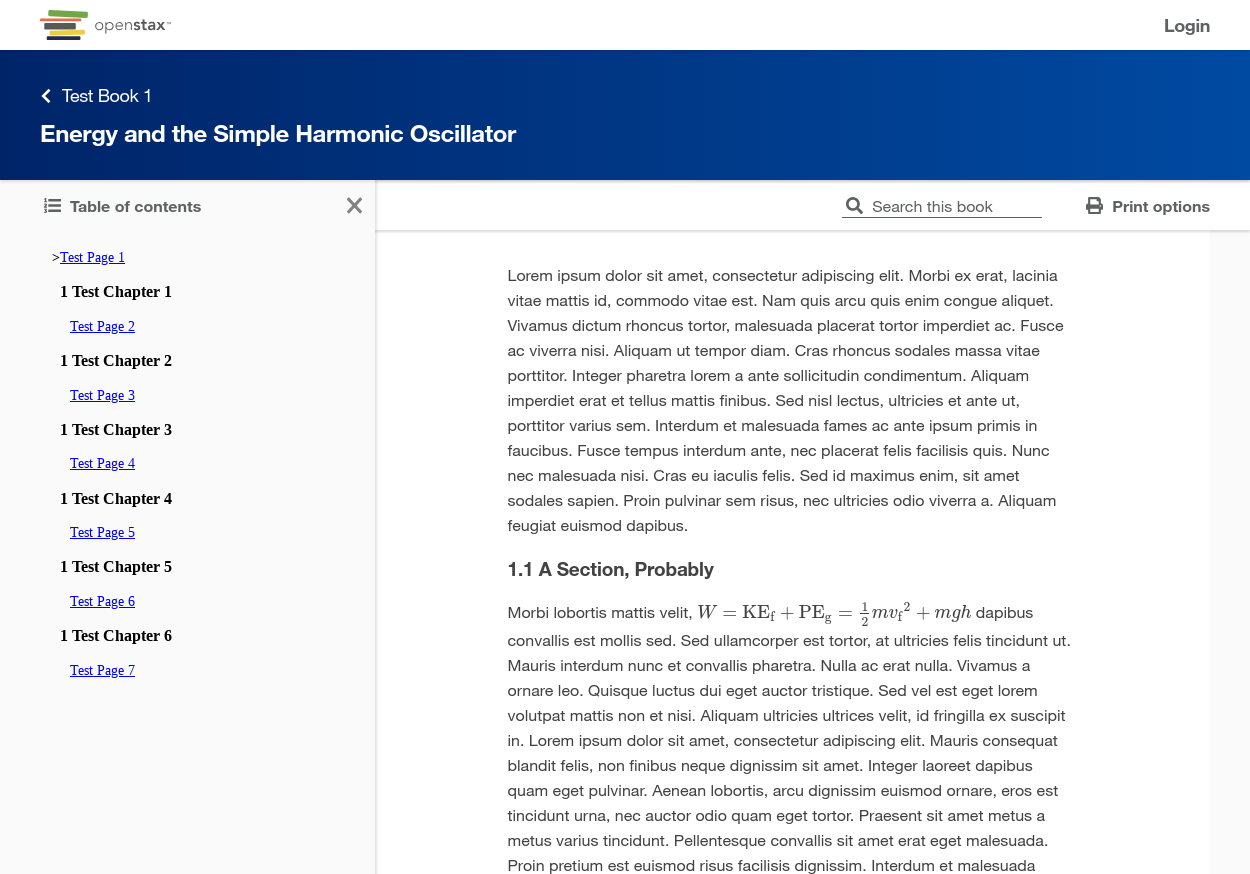 openstax™
Login
Test Book 1
Energy and the Simple Harmonic Oscillator
Table of contents
Search this book
Print options
>Test Page 1
1 Test Chapter 1
Test Page 2
1 Test Chapter 2
Test Page 3
1 Test Chapter 3
Test Page 4
1 Test Chapter 4
Test Page 5
1 Test Chapter 5
Test Page 6
1 Test Chapter 6
Test Page 7
Lorem ipsum dolor sit amet, consectetur adipiscing elit. Morbi ex erat, lacinia
vitae mattis id, commodo vitae est. Nam quis arcu quis enim congue aliquet.
Vivamus dictum rhoncus tortor, malesuada placerat tortor imperdiet ac. Fusce
ac viverra nisi. Aliquam ut tempor diam. Cras rhoncus sodales massa vitae
porttitor. Integer pharetra lorem a ante sollicitudin condimentum. Aliquam
imperdiet erat et tellus mattis finibus. Sed nisl lectus, ultricies et ante ut,
porttitor varius sem. Interdum et malesuada fames ac ante ipsum primis in
faucibus. Fusce tempus interdum ante, nec placerat felis facilisis quis. Nunc
nec malesuada nisi. Cras eu iaculis felis. Sed id maximus enim, sit amet
sodales sapien. Proin pulvinar sem risus, nec ultricies odio viverra a. Aliquam
feugiat euismod dapibus.
1.1 A Section, Probably
Morbi lobortis mattis velit, W = KE_f + PE_g = 1/2 mv_f² + mgh dapibus
convallis est mollis sed. Sed ullamcorper est tortor, at ultricies felis tincidunt ut.
Mauris interdum nunc et convallis pharetra. Nulla ac erat nulla. Vivamus a
ornare leo. Quisque luctus dui eget auctor tristique. Sed vel est eget lorem
volutpat mattis non et nisi. Aliquam ultricies ultrices velit, id fringilla ex suscipit
in. Lorem ipsum dolor sit amet, consectetur adipiscing elit. Mauris consequat
blandit felis, non finibus neque dignissim sit amet. Integer laoreet dapibus
quam eget pulvinar. Aenean lobortis, arcu dignissim euismod ornare, eros est
tincidunt urna, nec auctor odio quam eget tortor. Praesent sit amet metus a
metus varius tincidunt. Pellentesque convallis sit amet erat eget malesuada.
Proin pretium est euismod risus facilisis dignissim. Interdum et malesuada